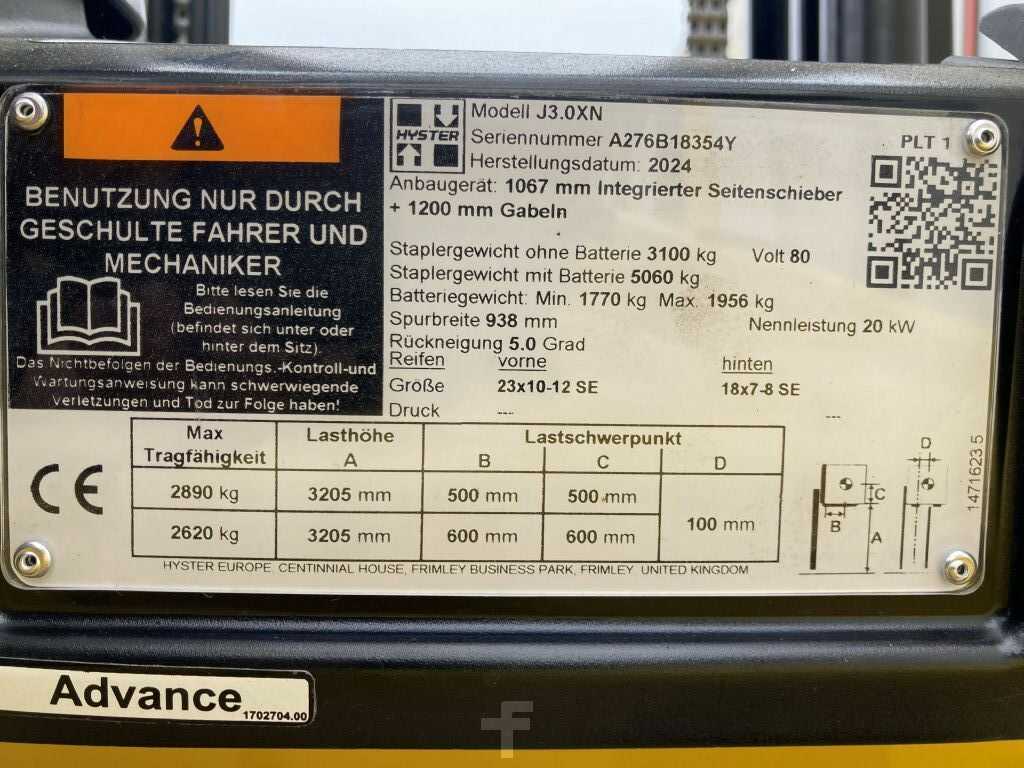 BENUTZUNG NUR DURCH
GESCHULTE FAHRER UND
MECHANIKER
Bitte lesen Sie die
Bedienungsanleitung
(befindet sich unter oder
hinter dem Sitz).
Das Nichtbefolgen der Bedienungs.-Kontroll-und
Wartungsanweisung kann schwerwiegende
Verletzungen und Tod zur Folge haben!
HYSTER
Modell J3.0XN
Seriennummer A276B18354Y
Herstellungsdatum: 2024
PLT 1
Anbaugerät: 1067 mm Integrierter Seitenschieber
+ 1200 mm Gabeln
Staplergewicht ohne Batterie 3100 kg Volt 80
Staplergewicht mit Batterie 5060 kg
Batteriegewicht: Min. 1770 kg Max. 1956 kg
Spurbreite 938 mm Nennleistung 20 kW
Rückneigung 5.0 Grad
Reifen vorne hinten
Größe 23x10-12 SE 18x7-8 SE
Druck --- ---
Max Tragfähigkeit Lasthöhe A Lastschwerpunkt
B C D
2890 kg 3205 mm 500 mm 500 mm
100 mm
2620 kg 3205 mm 600 mm 600 mm
CE
D
C
B
A
1471623 5
HYSTER EUROPE. CENTINNIAL HOUSE, FRIMLEY BUSINESS PARK, FRIMLEY. UNITED KINGDOM
Advance
1702704.00